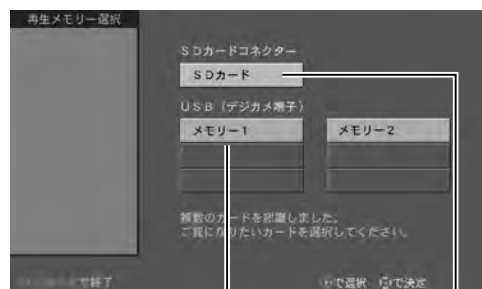 再生メモリー選択
SDカードコネクター
SDカード
USB（デジカメ端子）
メモリー1 メモリー2
複数のカードを認識しました。
ご覧になりたいカードを選択してください。
で終了 で選択 で決定